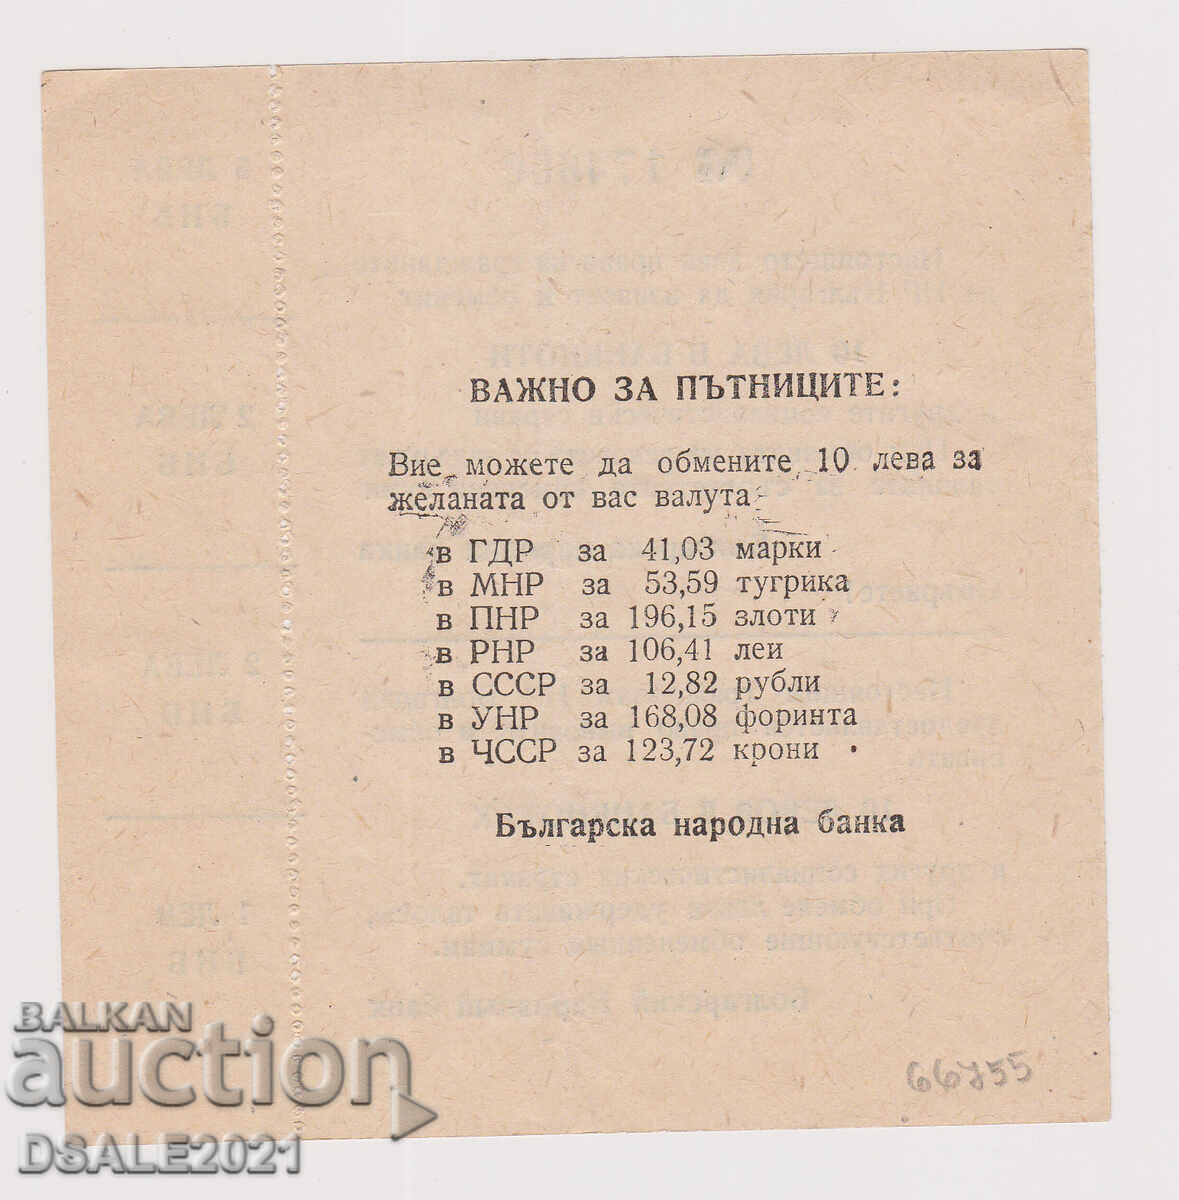 ВАЖНО ЗА ПЪТНИЦИТЕ:
Вие можете да обмените 10 лева за
желаната от вас валута
в ГДР за 41,03 марки
в МНР за 53,59 тугрика
в ПНР за 196,15 злоти
в РНР за 106,41 леи
в СССР за 12,82 рубли
в УНР за 168,08 форинта
в ЧССР за 123,72 крони
Българска народна банка
66755
BALKAN
auction
DSALE2021